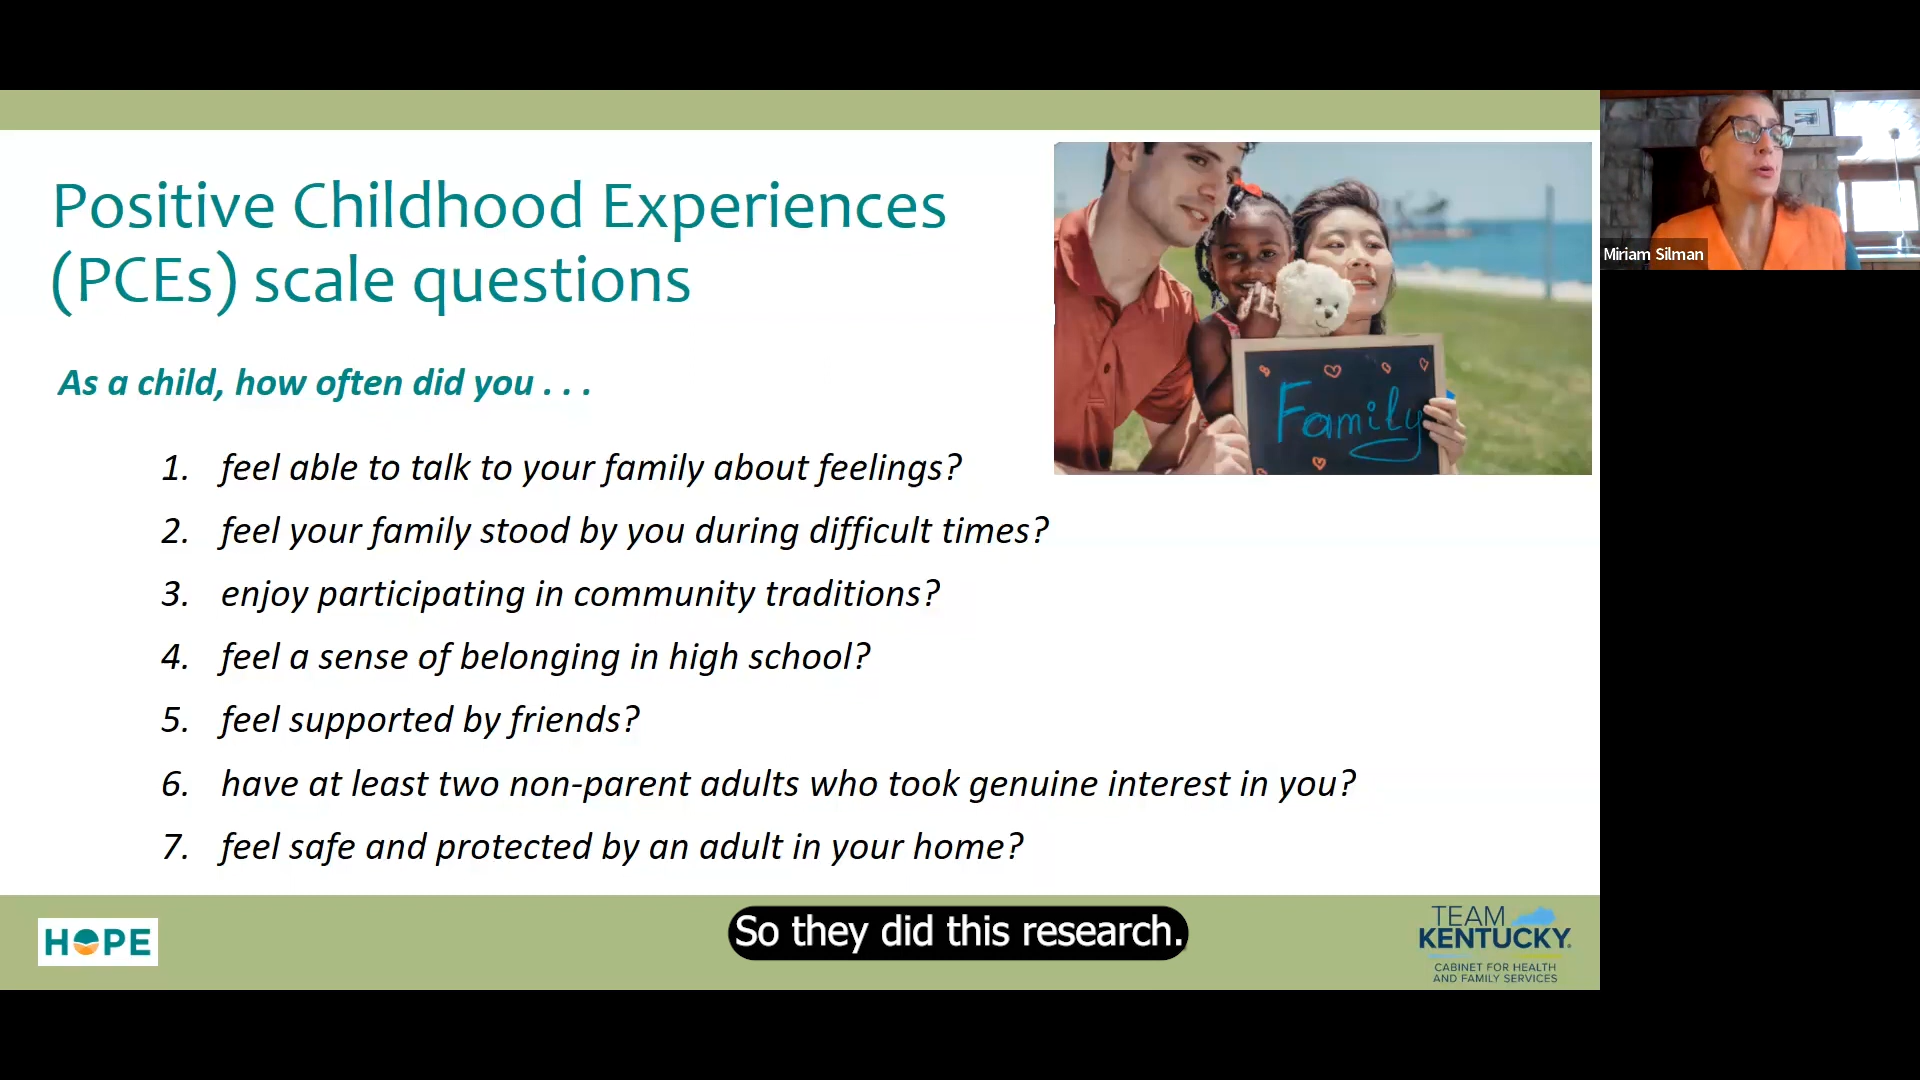 Positive Childhood Experiences
(PCEs) scale questions
As a child, how often did you . . .
1. feel able to talk to your family about feelings?
2. feel your family stood by you during difficult times?
3. enjoy participating in community traditions?
4. feel a sense of belonging in high school?
5. feel supported by friends?
6. have at least two non-parent adults who took genuine interest in you?
7. feel safe and protected by an adult in your home?
Family
Miriam Silman
HOPE
So they did this research.
TEAM
KENTUCKY
CABINET FOR HEALTH
AND FAMILY SERVICES